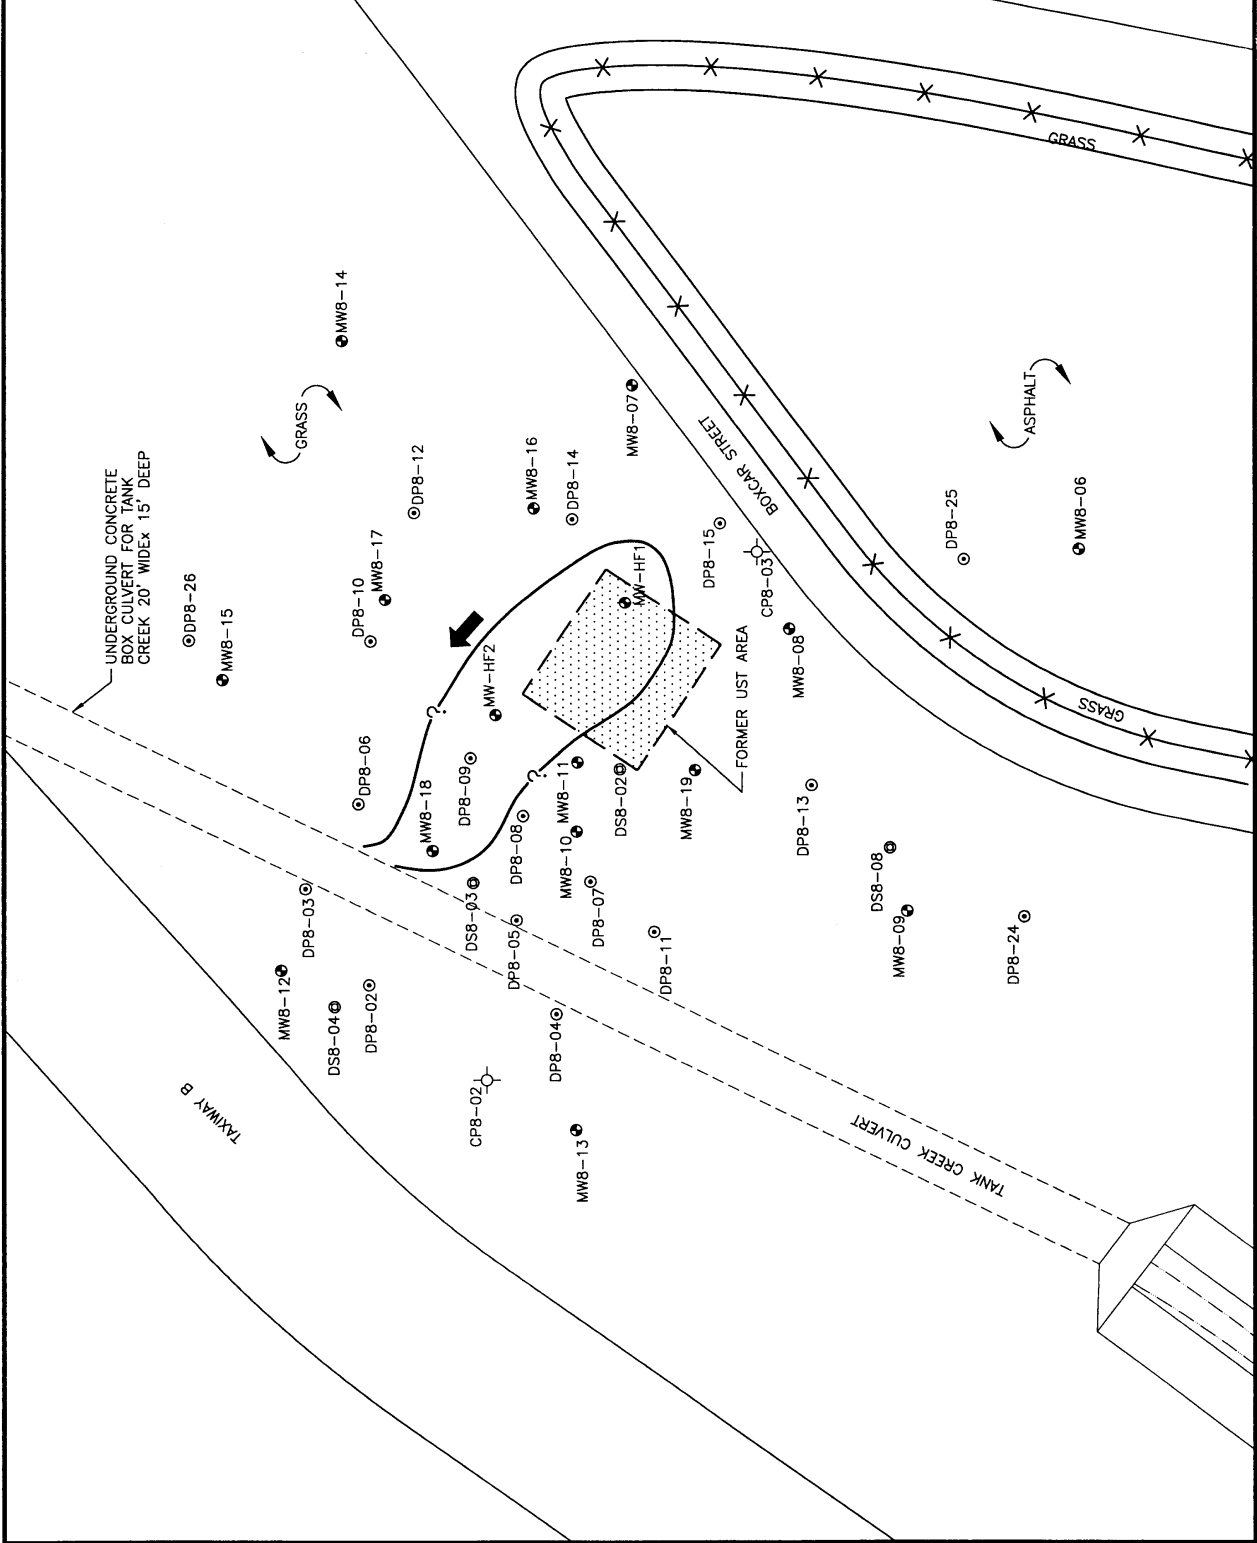 UNDERGROUND CONCRETE
BOX CULVERT FOR TANK
CREEK 20' WIDEx 15' DEEP
GRASS
MW8-14
GRASS
DP8-26
MW8-15
DP8-10
MW8-17
DP8-12
MW8-16
DP8-14
MW8-07
BOXCAR STREET
ASPHALT
DP8-25
MW8-06
DP8-15
CP8-03
MW-HF1
MW-HF2
?
?
DP8-06
MW8-18
DP8-09
DP8-08
MW8-11
DS8-02
MW8-19
FORMER UST AREA
MW8-08
GRASS
DP8-13
MW8-10
DP8-07
DP8-03
DS8-03
DP8-05
DP8-11
DS8-08
MW8-09
DP8-24
MW8-12
DS8-04
DP8-02
DP8-04
CP8-02
MW8-13
TAXIWAY B
TANK CREEK CULVERT